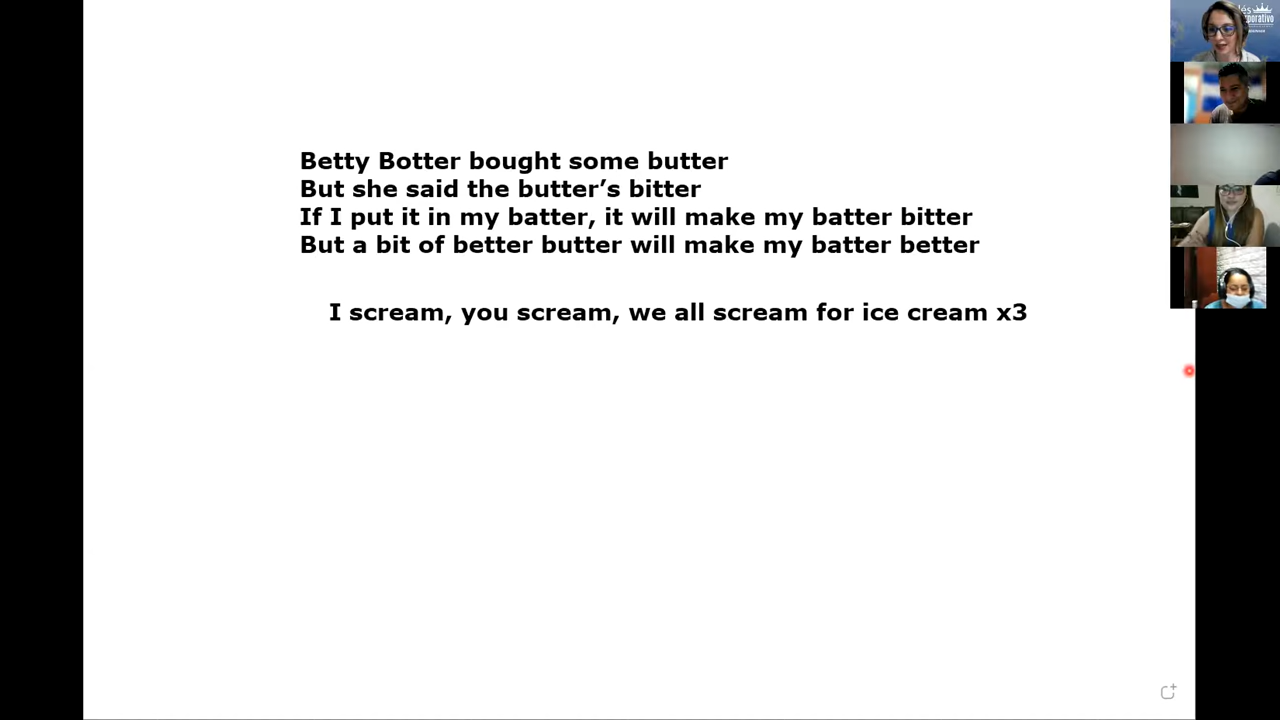 Betty Botter bought some butter
But she said the butter’s bitter
If I put it in my batter, it will make my batter bitter
But a bit of better butter will make my batter better
I scream, you scream, we all scream for ice cream x3